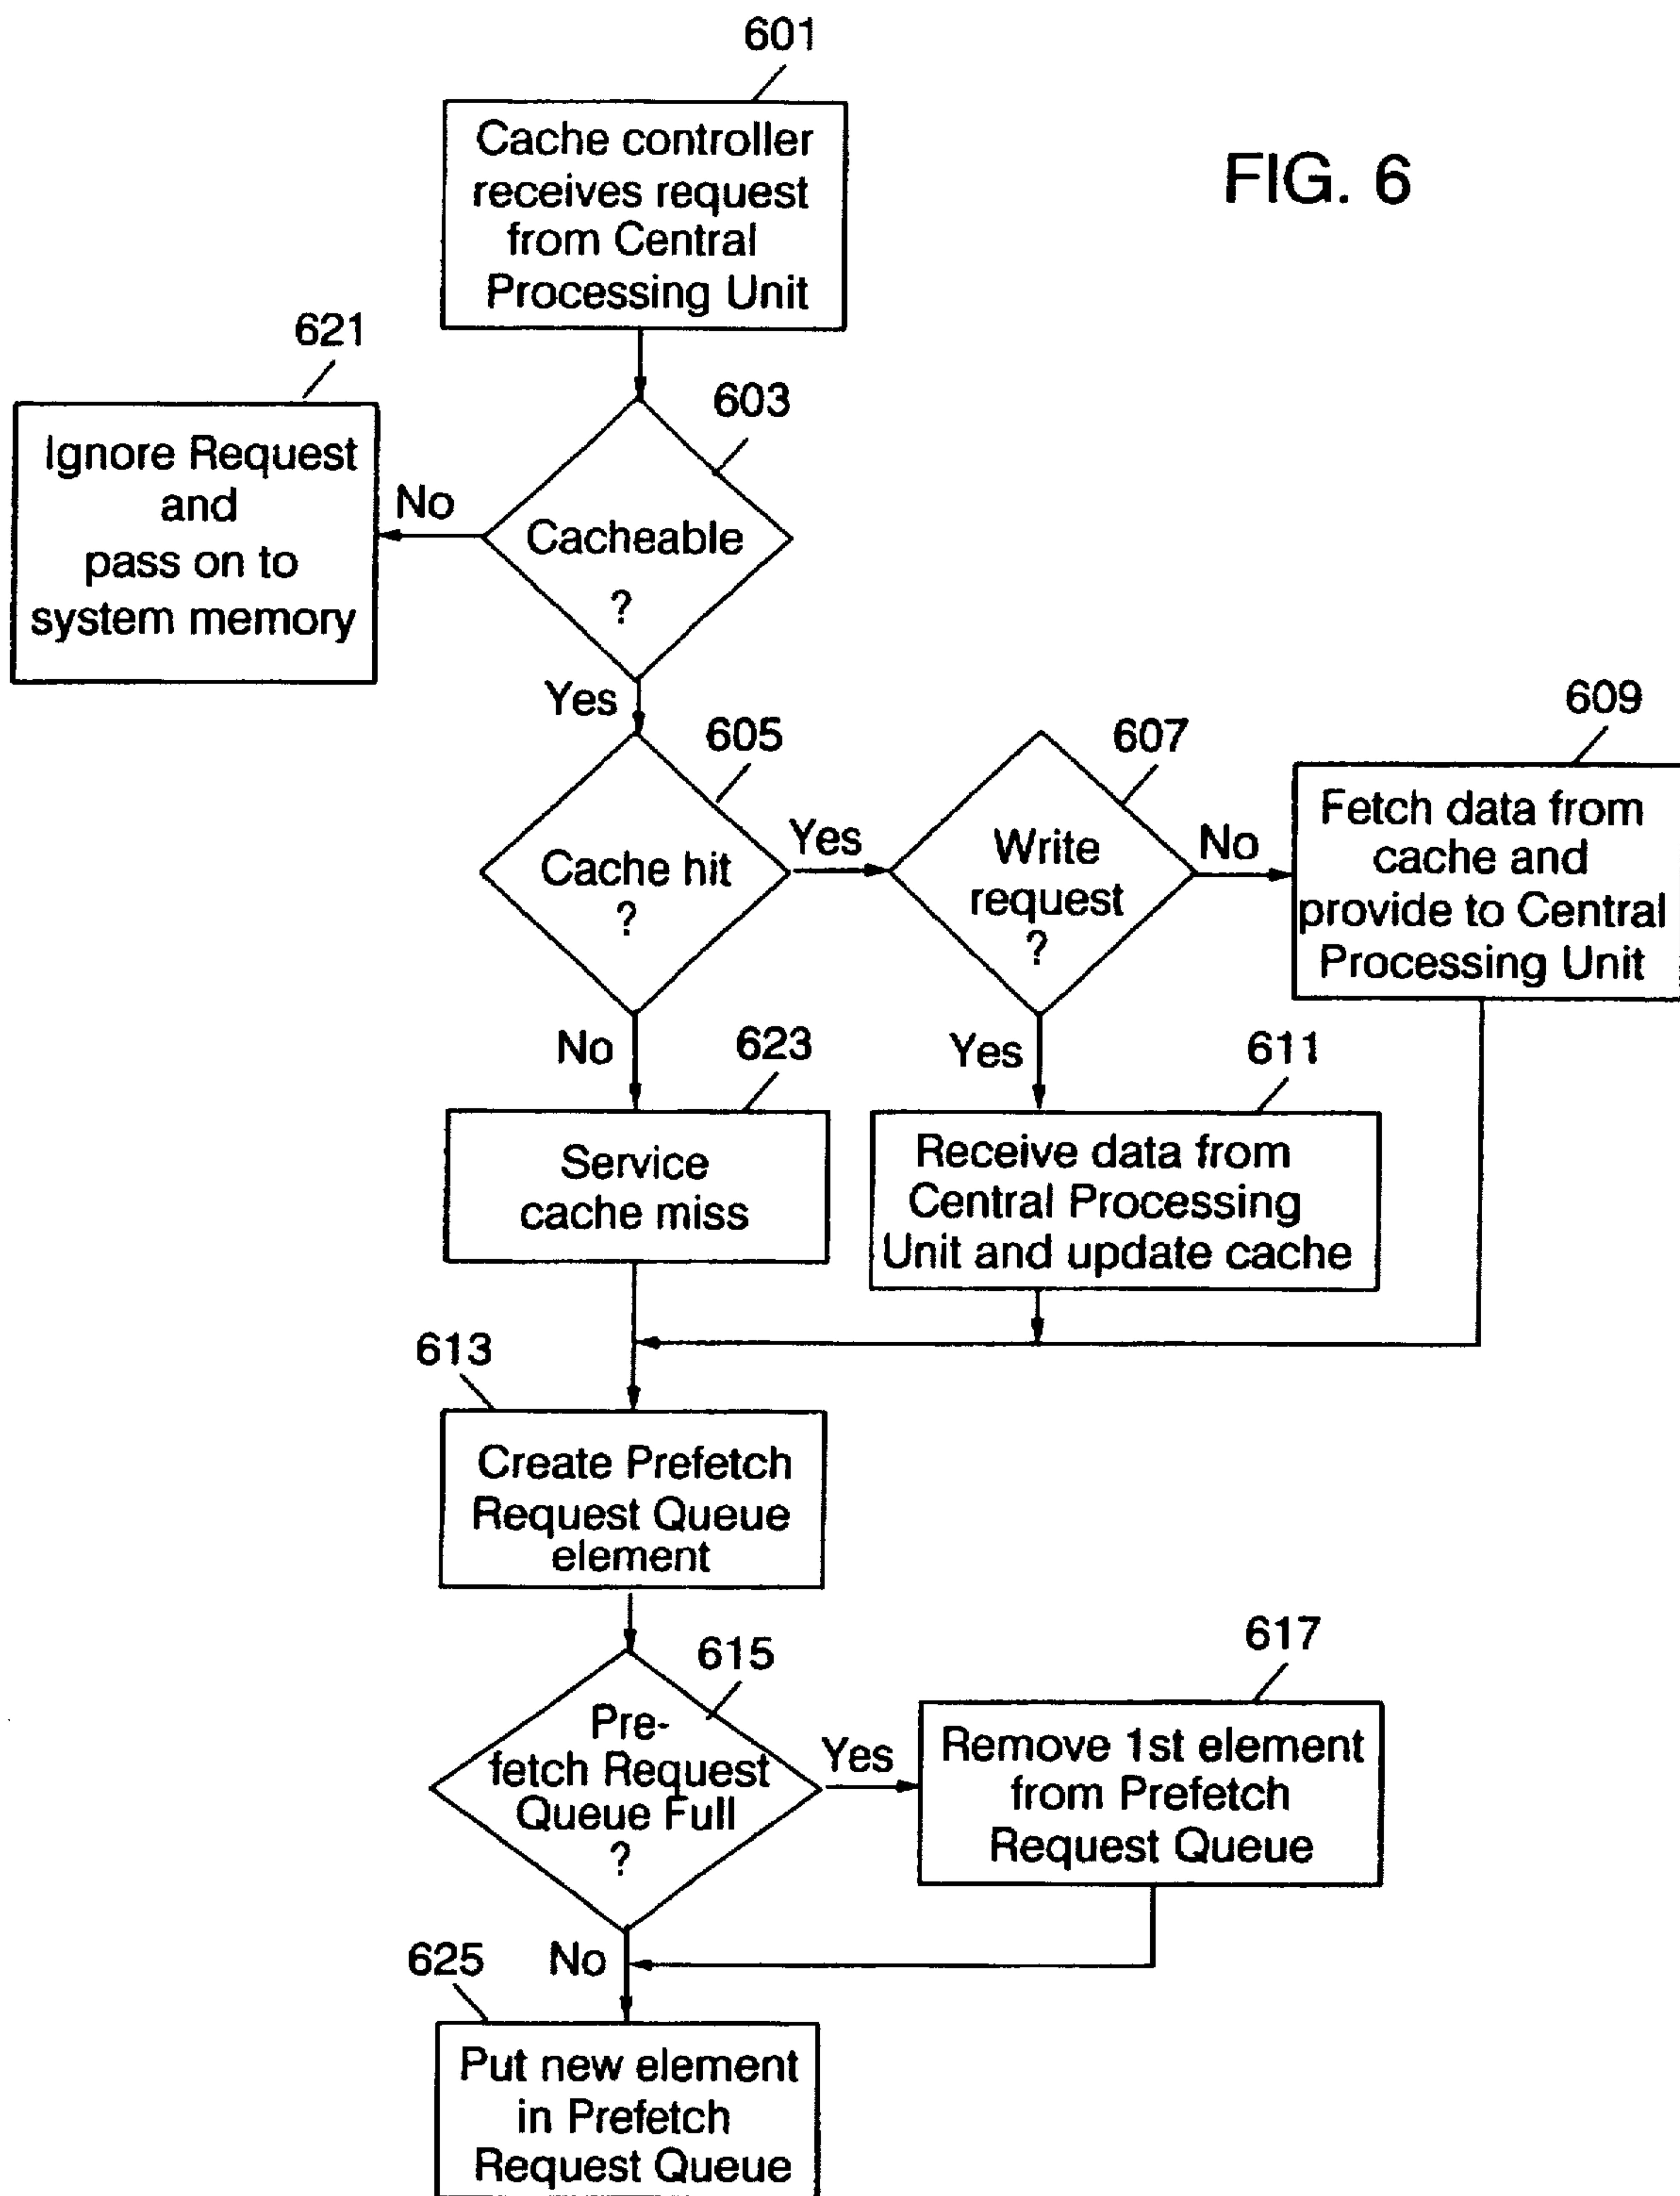 601
Cache controller
receives request
from Central
Processing Unit
FIG. 6
621
Ignore Request
and
pass on to
system memory
603
No
Cacheable
?
Yes
605
Cache hit
?
Yes
607
Write
request
?
No
609
Fetch data from
cache and
provide to Central
Processing Unit
No
623
Service
cache miss
Yes
611
Receive data from
Central Processing
Unit and update cache
613
Create Prefetch
Request Queue
element
615
Pre-
fetch Request
Queue Full
?
Yes
617
Remove 1st element
from Prefetch
Request Queue
No
625
Put new element
in Prefetch
Request Queue